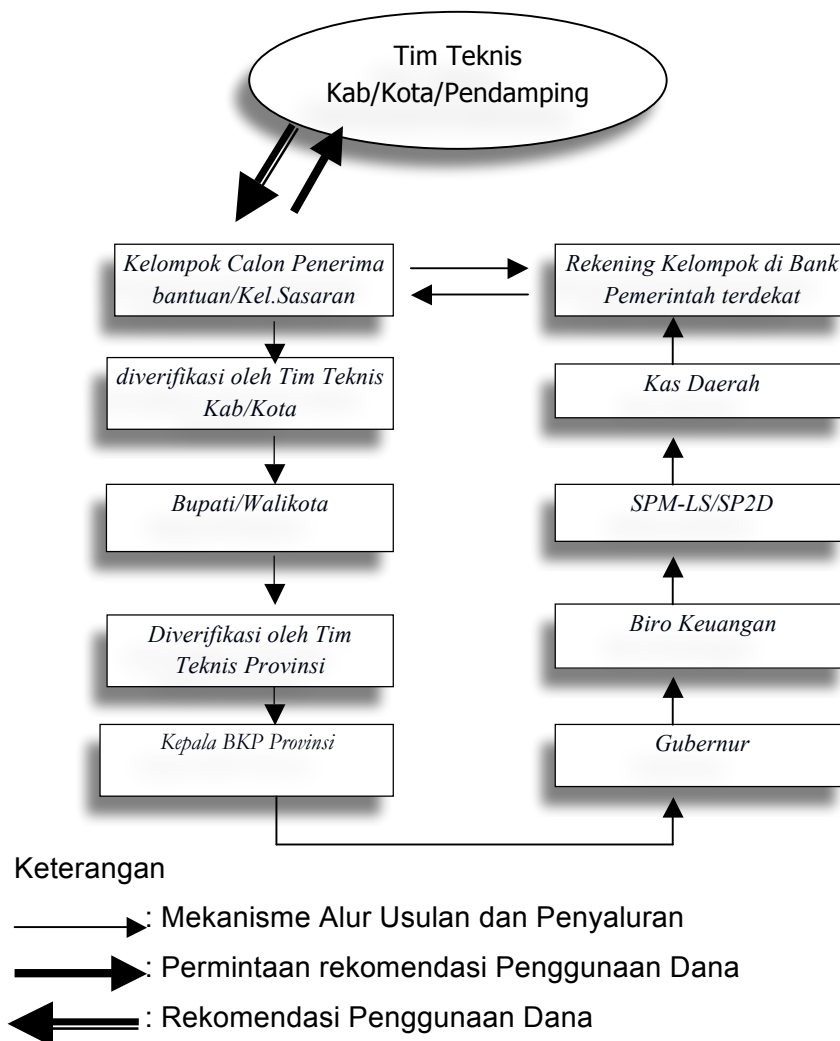 Tim Teknis
Kab/Kota/Pendamping
Kelompok Calon Penerima
bantuan/Kel.Sasaran
Rekening Kelompok di Bank
Pemerintah terdekat
diverifikasi oleh Tim Teknis
Kab/Kota
Kas Daerah
Bupati/Walikota
SPM-LS/SP2D
Diverifikasi oleh Tim
Teknis Provinsi
Biro Keuangan
Kepala BKP Provinsi
Gubernur
Keterangan
: Mekanisme Alur Usulan dan Penyaluran
: Permintaan rekomendasi Penggunaan Dana
: Rekomendasi Penggunaan Dana